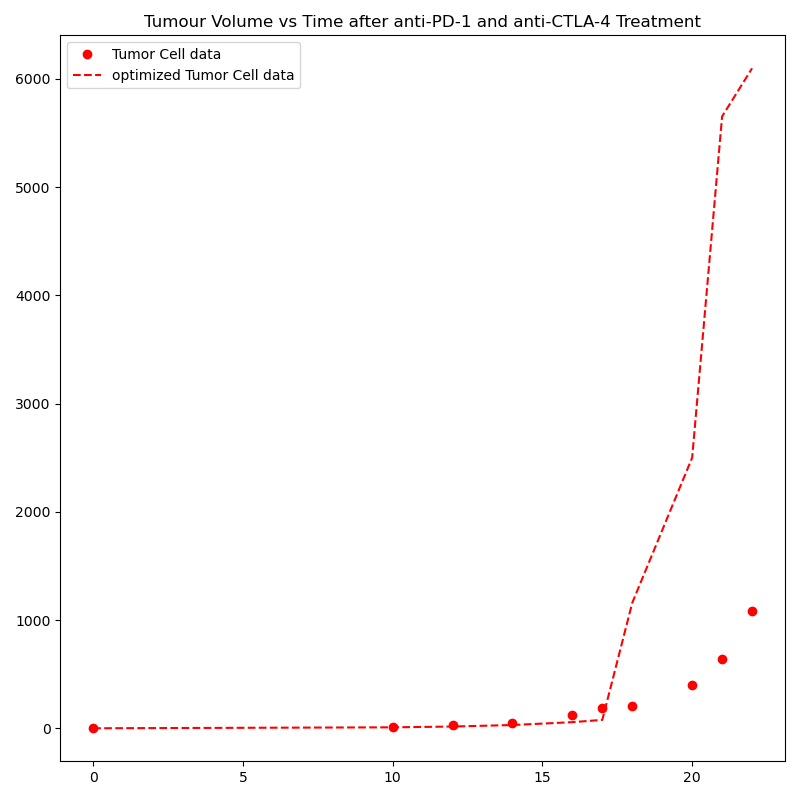 Tumour Volume vs Time after anti-PD-1 and anti-CTLA-4 Treatment
Tumor Cell data
optimized Tumor Cell data
6000
5000
4000
3000
2000
1000
0
0 5 10 15 20